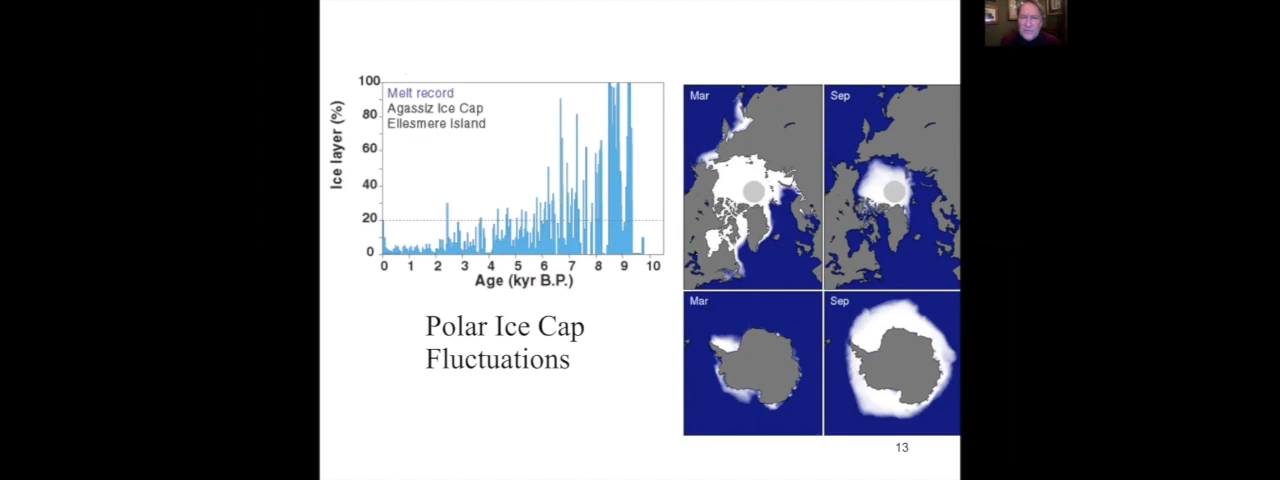 100
80
60
40
20
0
Ice layer (%)
Melt record
Agassiz Ice Cap
Ellesmere Island
0 1 2 3 4 5 6 7 8 9 10
Age (kyr B.P.)
Polar Ice Cap
Fluctuations
Mar
Sep
Mar
Sep
13